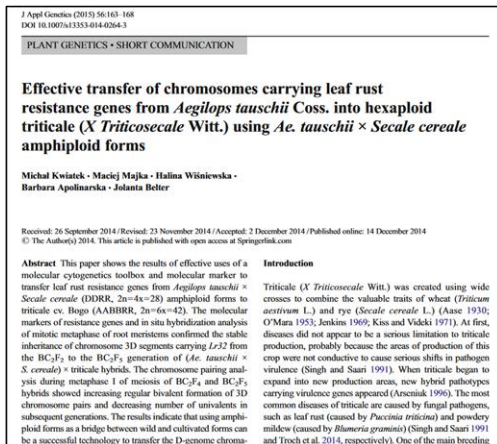 J Appl Genetics (2015) 56:163–168
DOI 10.1007/s13353-014-0264-3
PLANT GENETICS • SHORT COMMUNICATION
Effective transfer of chromosomes carrying leaf rust
resistance genes from Aegilops tauschii Coss. into hexaploid
triticale (X Triticosecale Witt.) using Ae. tauschii × Secale cereale
amphiploid forms
Michał Kwiatek • Maciej Majka • Halina Wiśniewska •
Barbara Apolinarska • Jolanta Belter
Received: 26 September 2014 / Revised: 23 November 2014 / Accepted: 2 December 2014 / Published online: 14 December 2014
© The Author(s) 2014. This article is published with open access at Springerlink.com
Abstract This paper shows the results of effective uses of a
molecular cytogenetics toolbox and molecular marker to
transfer leaf rust resistance genes from Aegilops tauschii ×
Secale cereale (DDRR, 2n=4x=28) amphiploid forms to
triticale cv. Bogo (AABBRR, 2n=6x=42). The molecular
markers of resistance genes and in situ hybridization analysis
of mitotic metaphase of root meristems confirmed the stable
inheritance of chromosome 3D segments carrying Lr32 from
the BC2F2 to the BC2F5 generation of (Ae. tauschii ×
S. cereale) × triticale hybrids. The chromosome pairing anal-
ysis during metaphase I of meiosis of BC2F4 and BC2F5
hybrids showed increasing regular bivalent formation of 3D
chromosome pairs and decreasing number of univalents in
subsequent generations. The results indicate that using amphi-
ploid forms as a bridge between wild and cultivated forms can
be a successful technology to transfer the D-genome chroma-
Introduction
Triticale (X Triticosecale Witt.) was created using wide
crosses to combine the valuable traits of wheat (Triticum
aestivum L.) and rye (Secale cereale L.) (Aase 1930;
O'Mara 1953; Jenkins 1969; Kiss and Videki 1971). At first,
diseases did not appear to be a serious limitation to triticale
production, probably because the areas of production of this
crop were not conducive to cause serious shifts in pathogen
virulence (Singh and Saari 1991). When triticale began to
expand into new production areas, new hybrid pathotypes
carrying virulence genes appeared (Arseniuk 1996). The most
common diseases of triticale are caused by fungal pathogens,
such as leaf rust (caused by Puccinia triticina) and powdery
mildew (caused by Blumeria graminis) (Singh and Saari 1991
and Troch et al. 2014, respectively). One of the main breeding